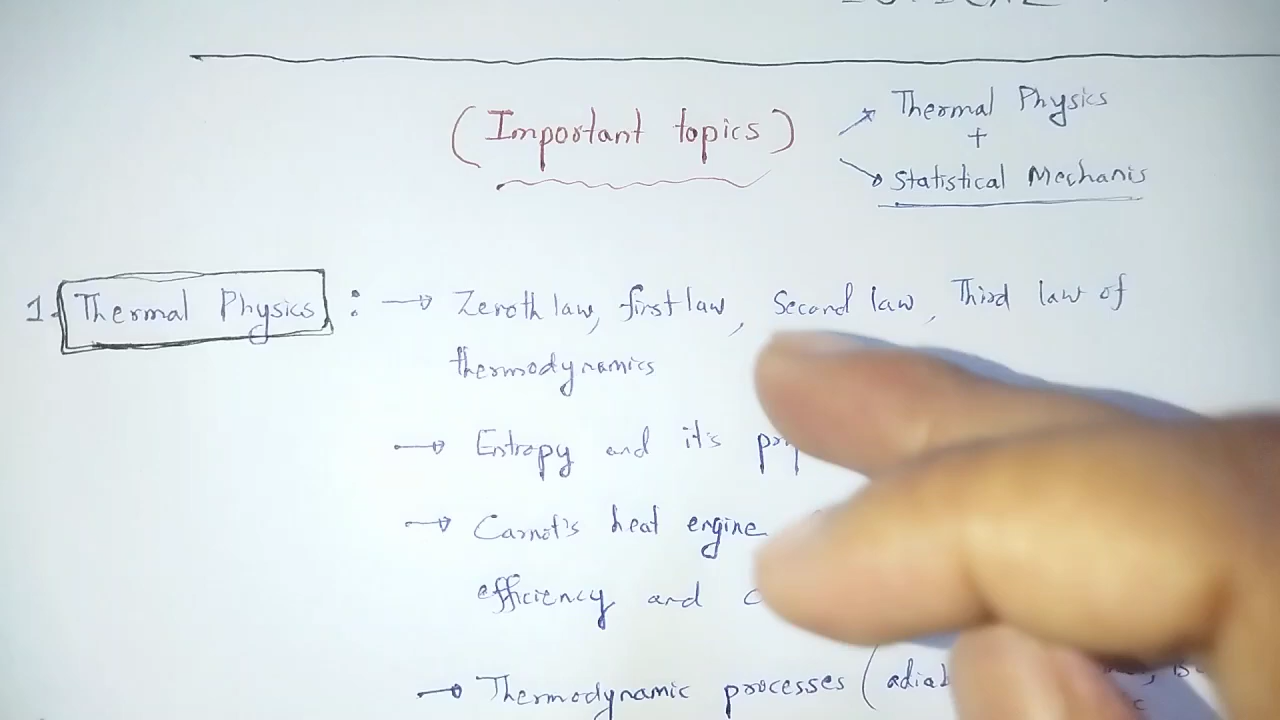 (Important topics)
Thermal Physics
+
Statistical Mechanis
1. Thermal Physics : → Zeroth law, first law, Second law, Third law of
thermodynamics
→ Entropy and it's
→ Carnot's heat engine
efficiency and
→ Thermodynamic processes (